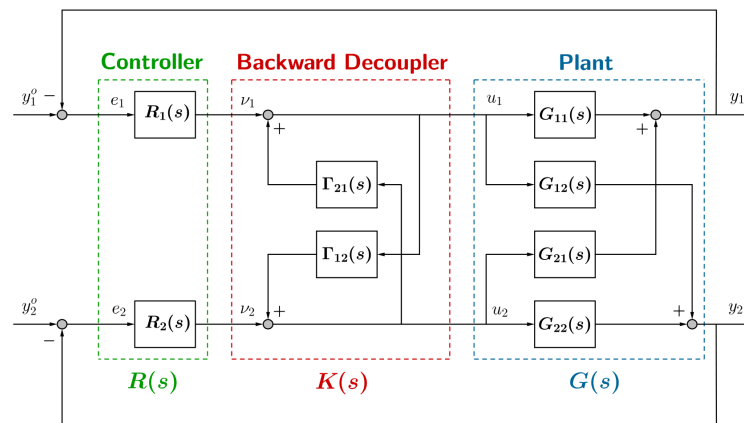 Controller Backward Decoupler Plant
y₁ᵒ − e₁ R₁(s) ν₁ + u₁ G₁₁(s) + y₁
Γ₂₁(s) G₁₂(s)
Γ₁₂(s) G₂₁(s)
y₂ᵒ − e₂ R₂(s) ν₂ + u₂ G₂₂(s) + y₂
R(s) K(s) G(s)